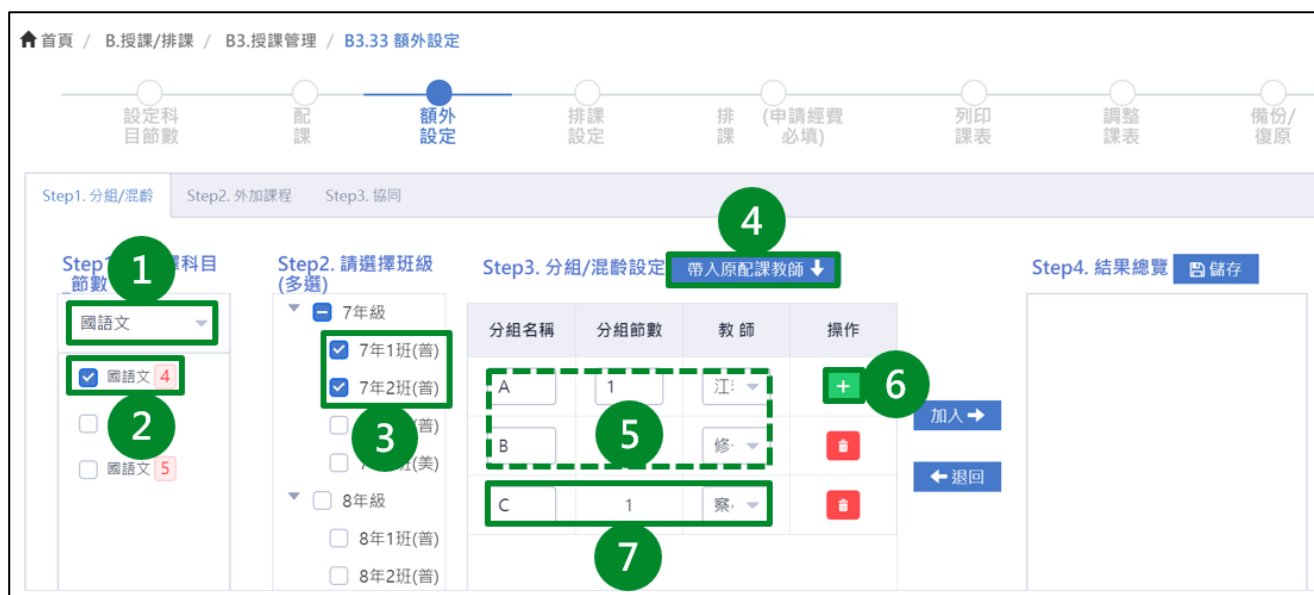 首頁 / B.授課/排課 / B3.授課管理 / B3.33 額外設定
設定科
目節數
配
課
額外
設定
排課
設定
排
課
(申請經費
必填)
列印
課表
調整
課表
備份/
復原
Step1. 分組/混齡
Step2. 外加課程
Step3. 協同
4
Step1
1
科目
_節數
國語文
國語文 4
2
國語文 5
Step2. 請選擇班級
(多選)
7年級
7年1班(普)
7年2班(普)
3
(普)
(美)
8年級
8年1班(普)
8年2班(普)
Step3. 分組/混齡設定
帶入原配課教師
分組名稱 分組節數 教師 操作
A 1 江 + 6
B 5 修
C 1 察
7
加入
退回
Step4. 結果總覽
儲存